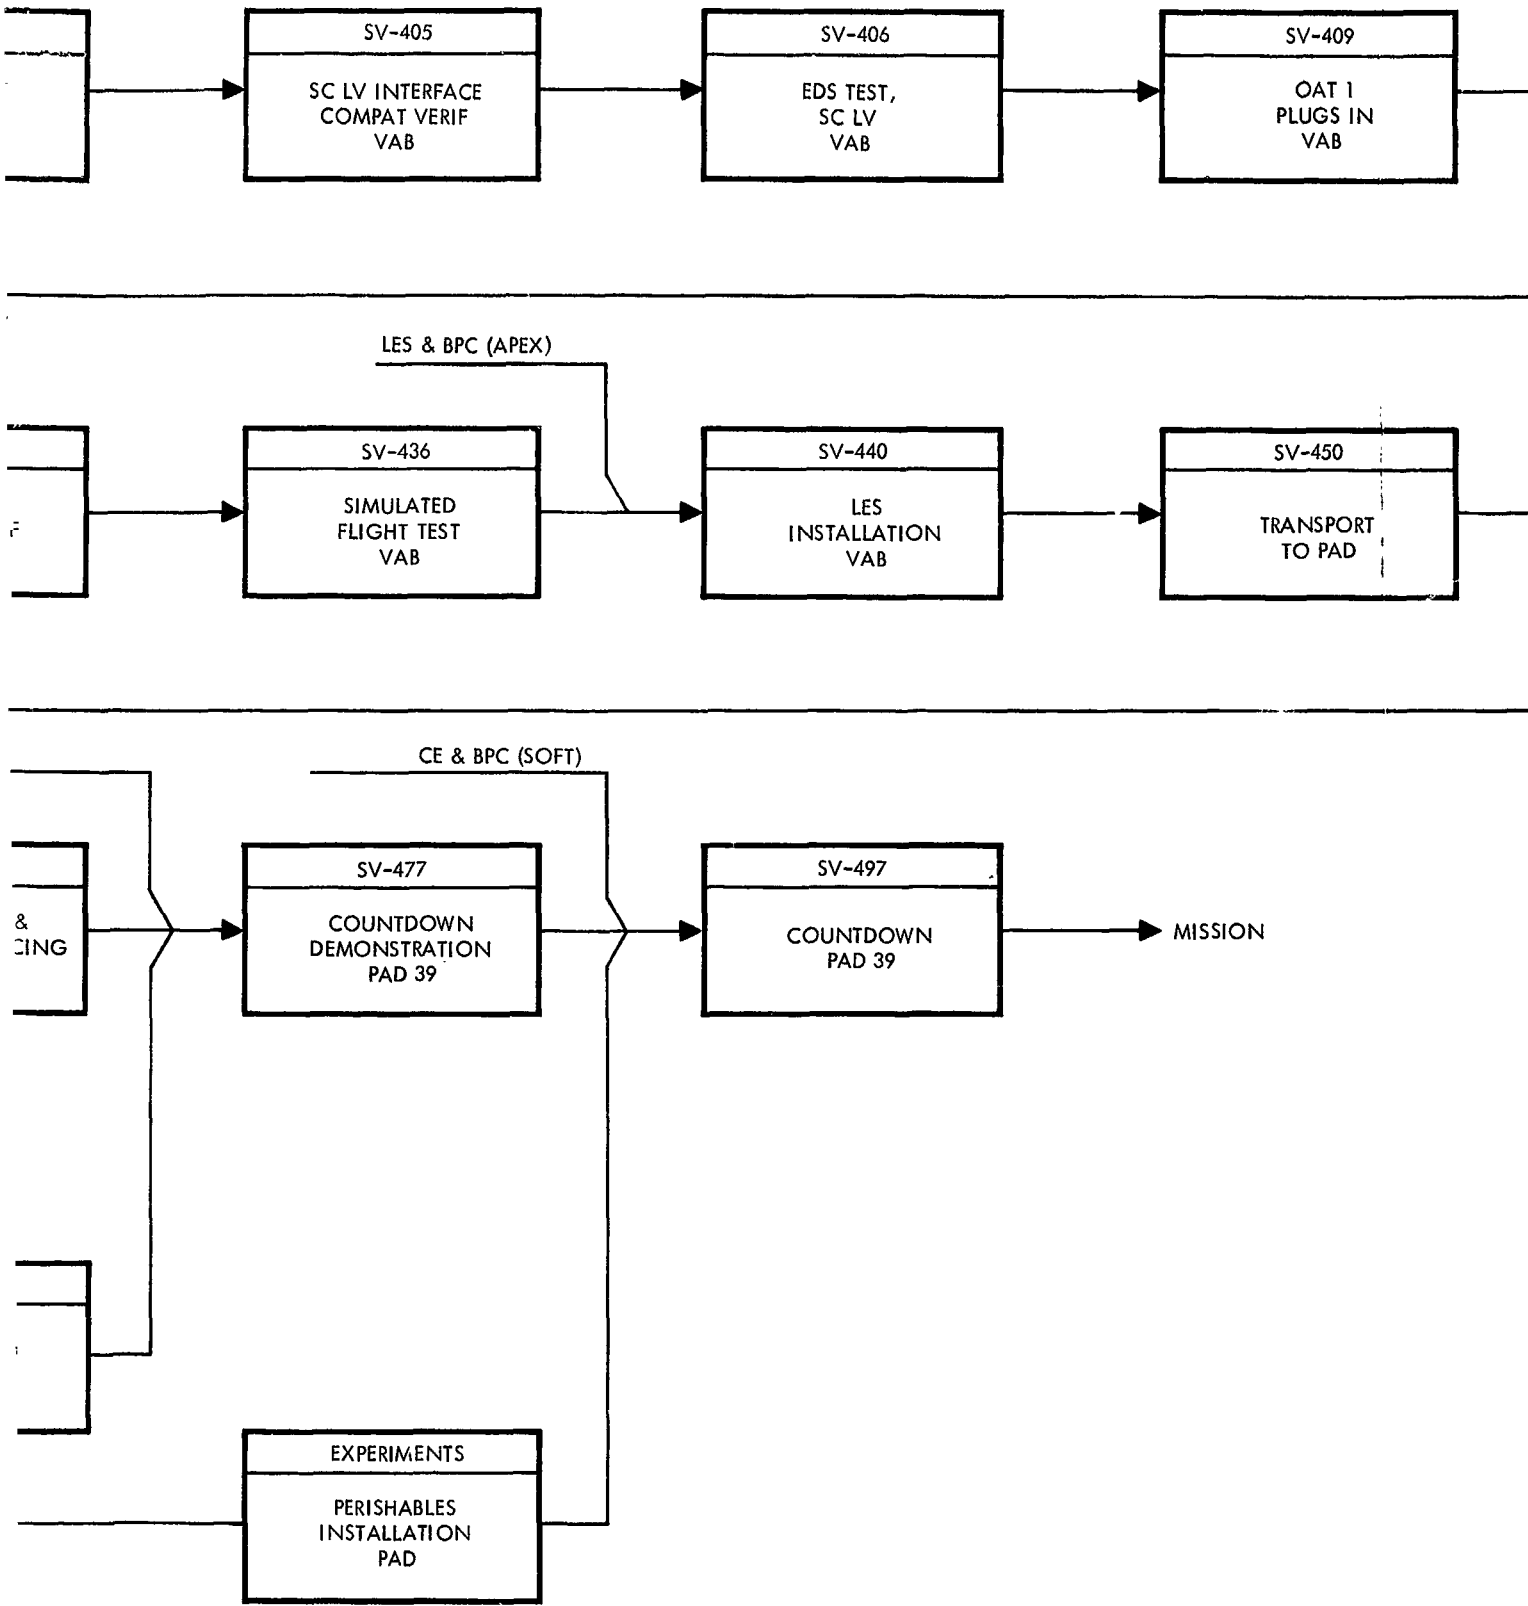 SV-405
SC LV INTERFACE
COMPAT VERIF
VAB
SV-406
EDS TEST,
SC LV
VAB
SV-409
OAT 1
PLUGS IN
VAB
LES & BPC (APEX)
SV-436
SIMULATED
FLIGHT TEST
VAB
SV-440
LES
INSTALLATION
VAB
SV-450
TRANSPORT
TO PAD
CE & BPC (SOFT)
&
CING
SV-477
COUNTDOWN
DEMONSTRATION
PAD 39
SV-497
COUNTDOWN
PAD 39
MISSION
EXPERIMENTS
PERISHABLES
INSTALLATION
PAD